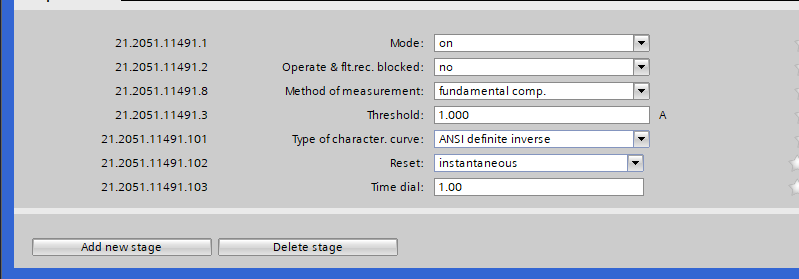 21.2051.11491.1 Mode: on
21.2051.11491.2 Operate & flt.rec. blocked: no
21.2051.11491.8 Method of measurement: fundamental comp.
21.2051.11491.3 Threshold: 1.000 A
21.2051.11491.101 Type of character. curve: ANSI definite inverse
21.2051.11491.102 Reset: instantaneous
21.2051.11491.103 Time dial: 1.00
Add new stage Delete stage